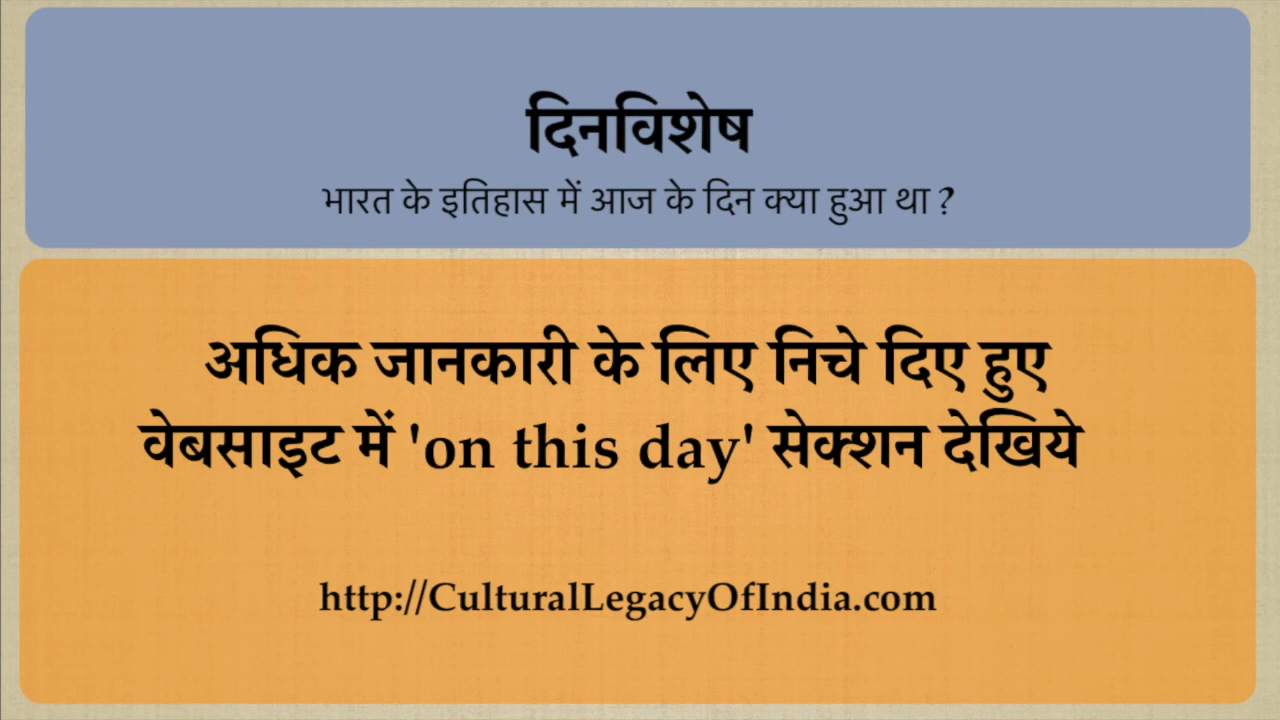 दिनविशेष
भारत के इतिहास में आज के दिन क्या हुआ था ?
अधिक जानकारी के लिए निचे दिए हुए
वेबसाइट में 'on this day' सेक्शन देखिये
http://CulturalLegacyOfIndia.com